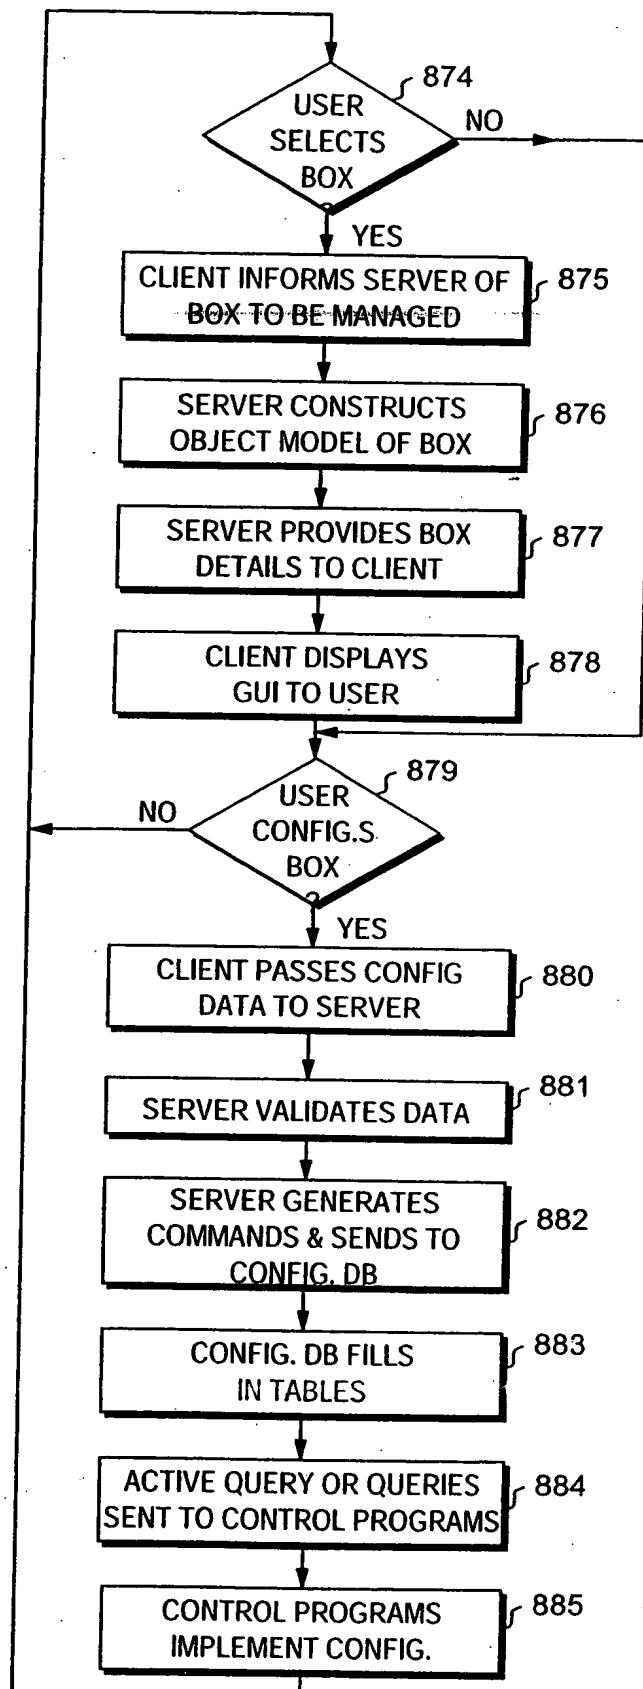 874
USER
SELECTS
BOX
?
NO
YES
CLIENT INFORMS SERVER OF
BOX TO BE MANAGED
875
SERVER CONSTRUCTS
OBJECT MODEL OF BOX
876
SERVER PROVIDES BOX
DETAILS TO CLIENT
877
CLIENT DISPLAYS
GUI TO USER
878
879
USER
CONFIG.S
BOX
?
NO
YES
CLIENT PASSES CONFIG
DATA TO SERVER
880
SERVER VALIDATES DATA
881
SERVER GENERATES
COMMANDS & SENDS TO
CONFIG. DB
882
CONFIG. DB FILLS
IN TABLES
883
ACTIVE QUERY OR QUERIES
SENT TO CONTROL PROGRAMS
884
CONTROL PROGRAMS
IMPLEMENT CONFIG.
885